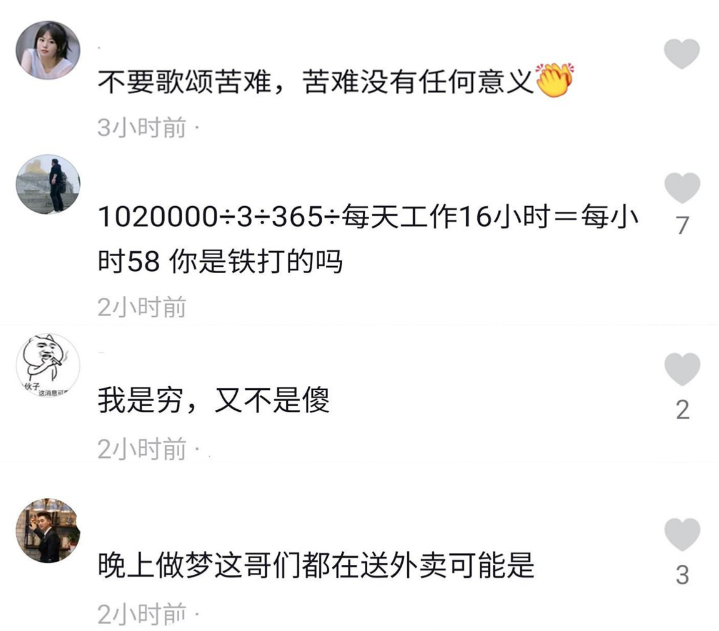 不要歌颂苦难，苦难没有任何意义👏
3小时前 ·
1020000÷3÷365÷每天工作16小时＝每小
时58 你是铁打的吗
7
2小时前
伙子
我是穷，又不是傻
2
2小时前 ·
晚上做梦这哥们都在送外卖可能是
3
2小时前 ·